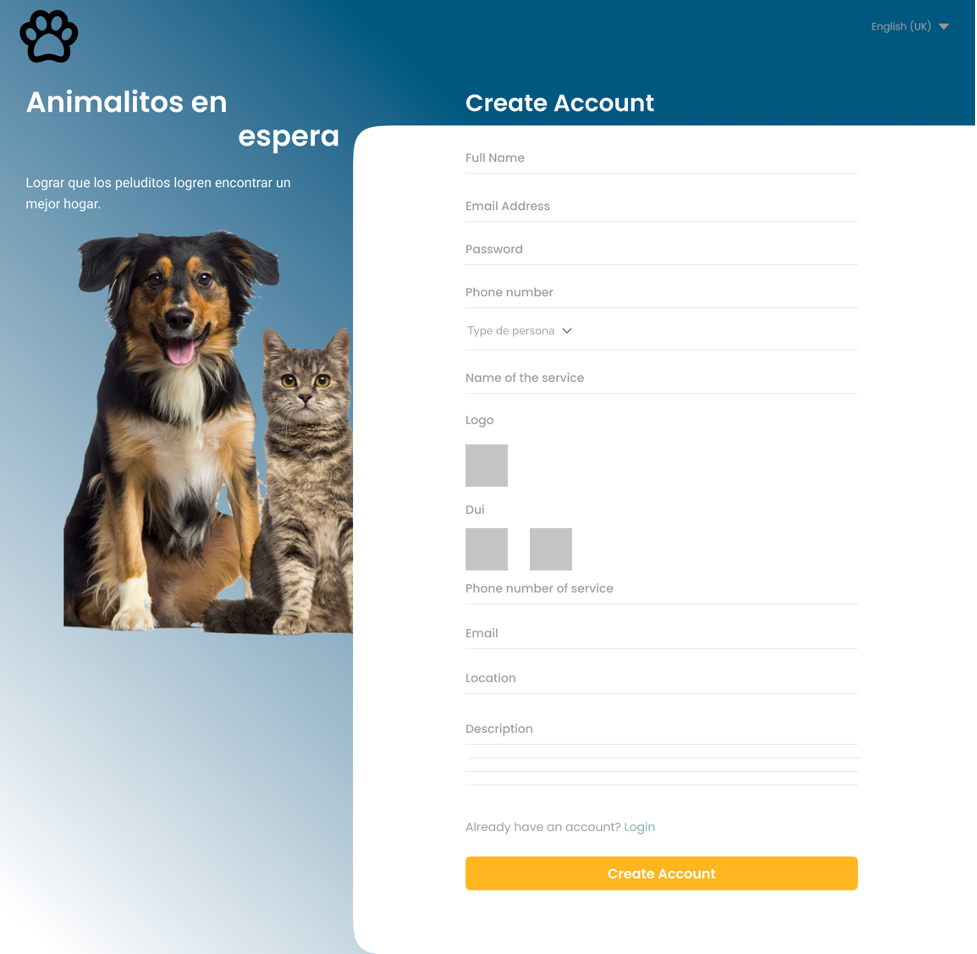 English (UK)
Animalitos en
espera
Lograr que los peluditos logren encontrar un
mejor hogar.
Create Account
Full Name
Email Address
Password
Phone number
Type de persona
Name of the service
Logo
Dui
Phone number of service
Email
Location
Description
Already have an account? Login
Create Account